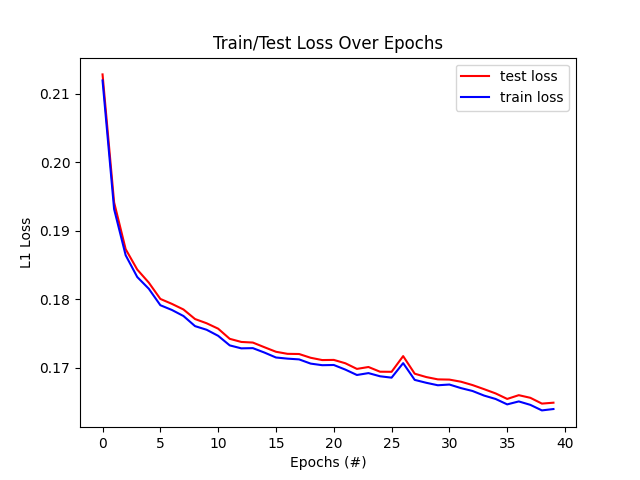 Train/Test Loss Over Epochs
test loss
train loss
0.21
0.20
0.19
0.18
0.17
L1 Loss
0 5 10 15 20 25 30 35 40
Epochs (#)